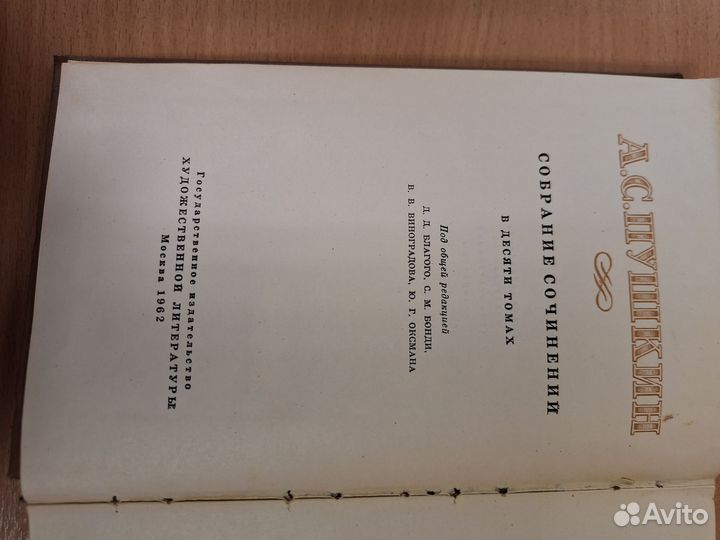 А.С.ПУШКИН
СОБРАНИЕ СОЧИНЕНИЙ
В ДЕСЯТИ ТОМАХ
Под общей редакцией
Д. Д. БЛАГОГО, С. М. БОНДИ,
В. В. ВИНОГРАДОВА, Ю. Г. ОКСМАНА
Государственное издательство
ХУДОЖЕСТВЕННОЙ ЛИТЕРАТУРЫ
Москва 1962
Avito